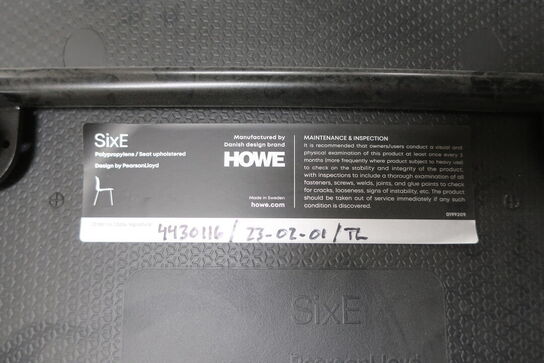 SixE
Polypropylene / Seat upholstered
Design by PearsonLloyd
Manufactured by
Danish design brand
HOWE
Made in Sweden
howe.com
MAINTENANCE & INSPECTION
It is recommended that owners/users conduct a visual and
physical examination of this product at least once every 3
months (more frequently where product subject to heavy use)
to check on the stability and integrity of the product,
with inspections to include a thorough examination of all
fasteners, screws, welds, joints, and glue points to check
for cracks, looseness, signs of instability, etc. The product
should be taken out of service immediately if any such
condition is discovered.
0199209
4430116 / 23-02-01 / TL
SixE